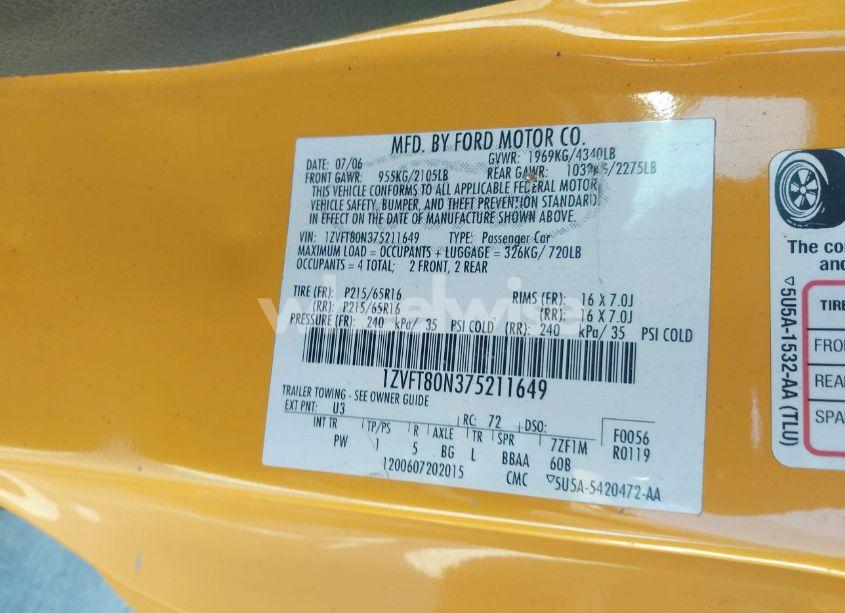 MFD. BY FORD MOTOR CO.
DATE: 07/06 GVWR: 1969KG/4340LB
FRONT GAWR: 955KG/2105LB REAR GAWR: 2275LB
THIS VEHICLE CONFORMS TO ALL APPLICABLE FEDERAL MOTOR
VEHICLE SAFETY, BUMPER, AND THEFT PREVENTION STANDARDS
IN EFFECT ON THE DATE OF MANUFACTURE SHOWN ABOVE.
VIN: 1ZVFT80N375211649 TYPE: Passenger Car
MAXIMUM LOAD = OCCUPANTS + LUGGAGE = 326KG/ 720LB
OCCUPANTS = 4 TOTAL; 2 FRONT, 2 REAR
TIRE (FR): P215/65R16 RIMS (FR): 16 X 7.0J
(RR): P215/65R16 (RR): 16 X 7.0J
PRESSURE (FR): 240 kPa/ 35 PSI COLD (RR): 240 kPa/ 35 PSI COLD
1ZVFT80N375211649
TRAILER TOWING - SEE OWNER GUIDE
EXT PNT: U3 RC: 72 DSO: F0056
INT TR TP/PS R AXLE TR SPR 7ZF1M R0119
PW 1 5 BG L BBAA 60B
1200607202015 CMC ▽5U5A-5420472-AA
wheelwise
The co
an
TIRE
FRO
REA
SPA
▽5U5A-1532-AA (TLU)